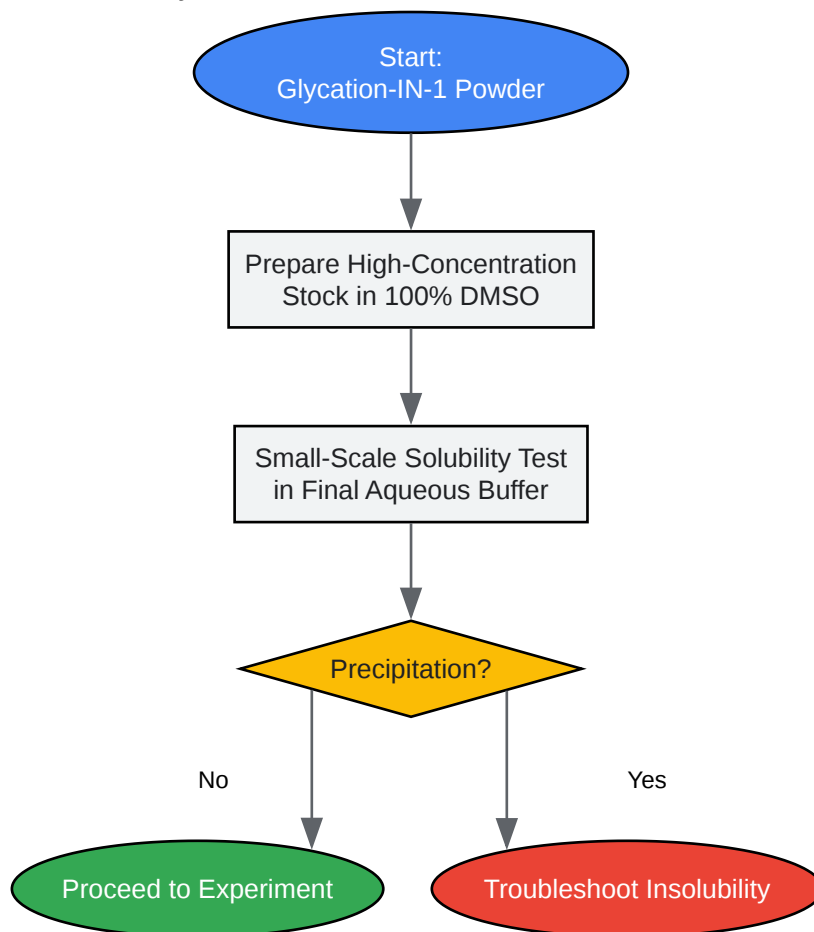 Start:
Glycation-IN-1 Powder
Prepare High-Concentration
Stock in 100% DMSO
Small-Scale Solubility Test
in Final Aqueous Buffer
Precipitation?
No
Yes
Proceed to Experiment
Troubleshoot Insolubility